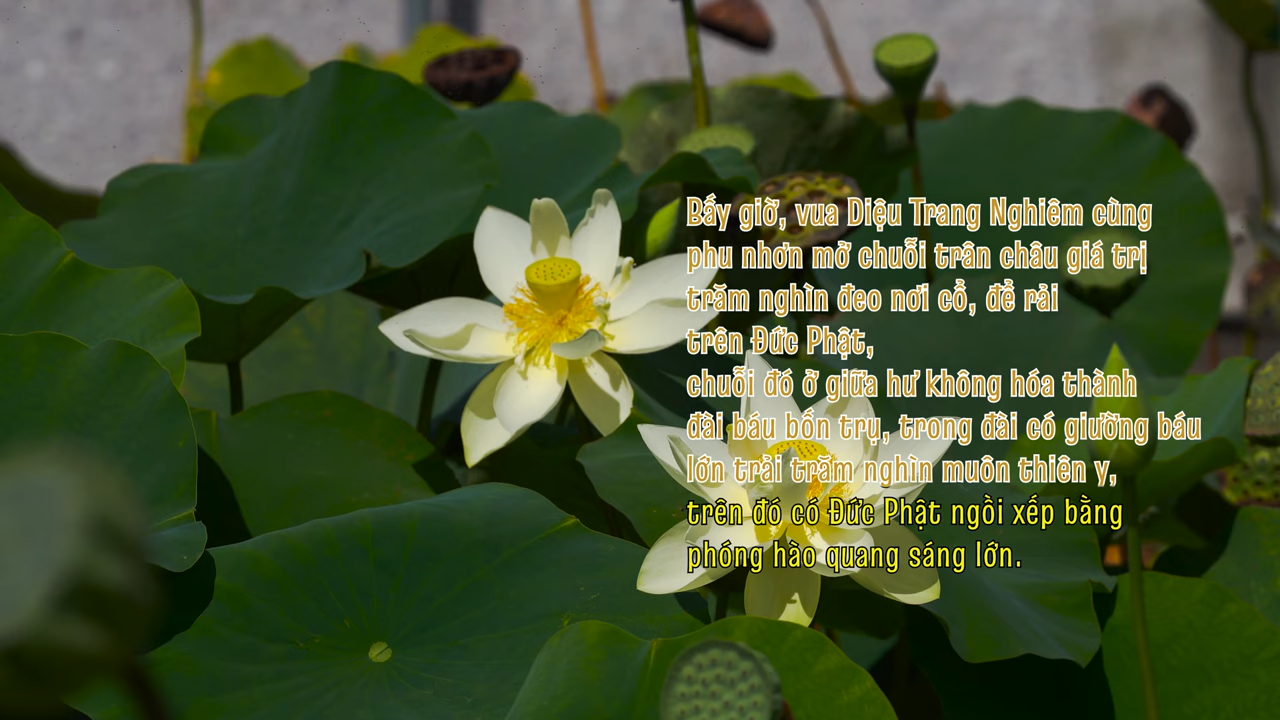 Bấy giờ, vua Diệu Trang Nghiêm cùng
phu nhơn mở chuỗi trân châu giá trị
trăm nghìn đeo nơi cổ, để rải
trên Đức Phật,
chuỗi đó ở giữa hư không hóa thành
đài báu bốn trụ, trong đài có giường báu
lớn trải trăm nghìn muôn thiên y,
trên đó có Đức Phật ngồi xếp bằng
phóng hào quang sáng lớn.